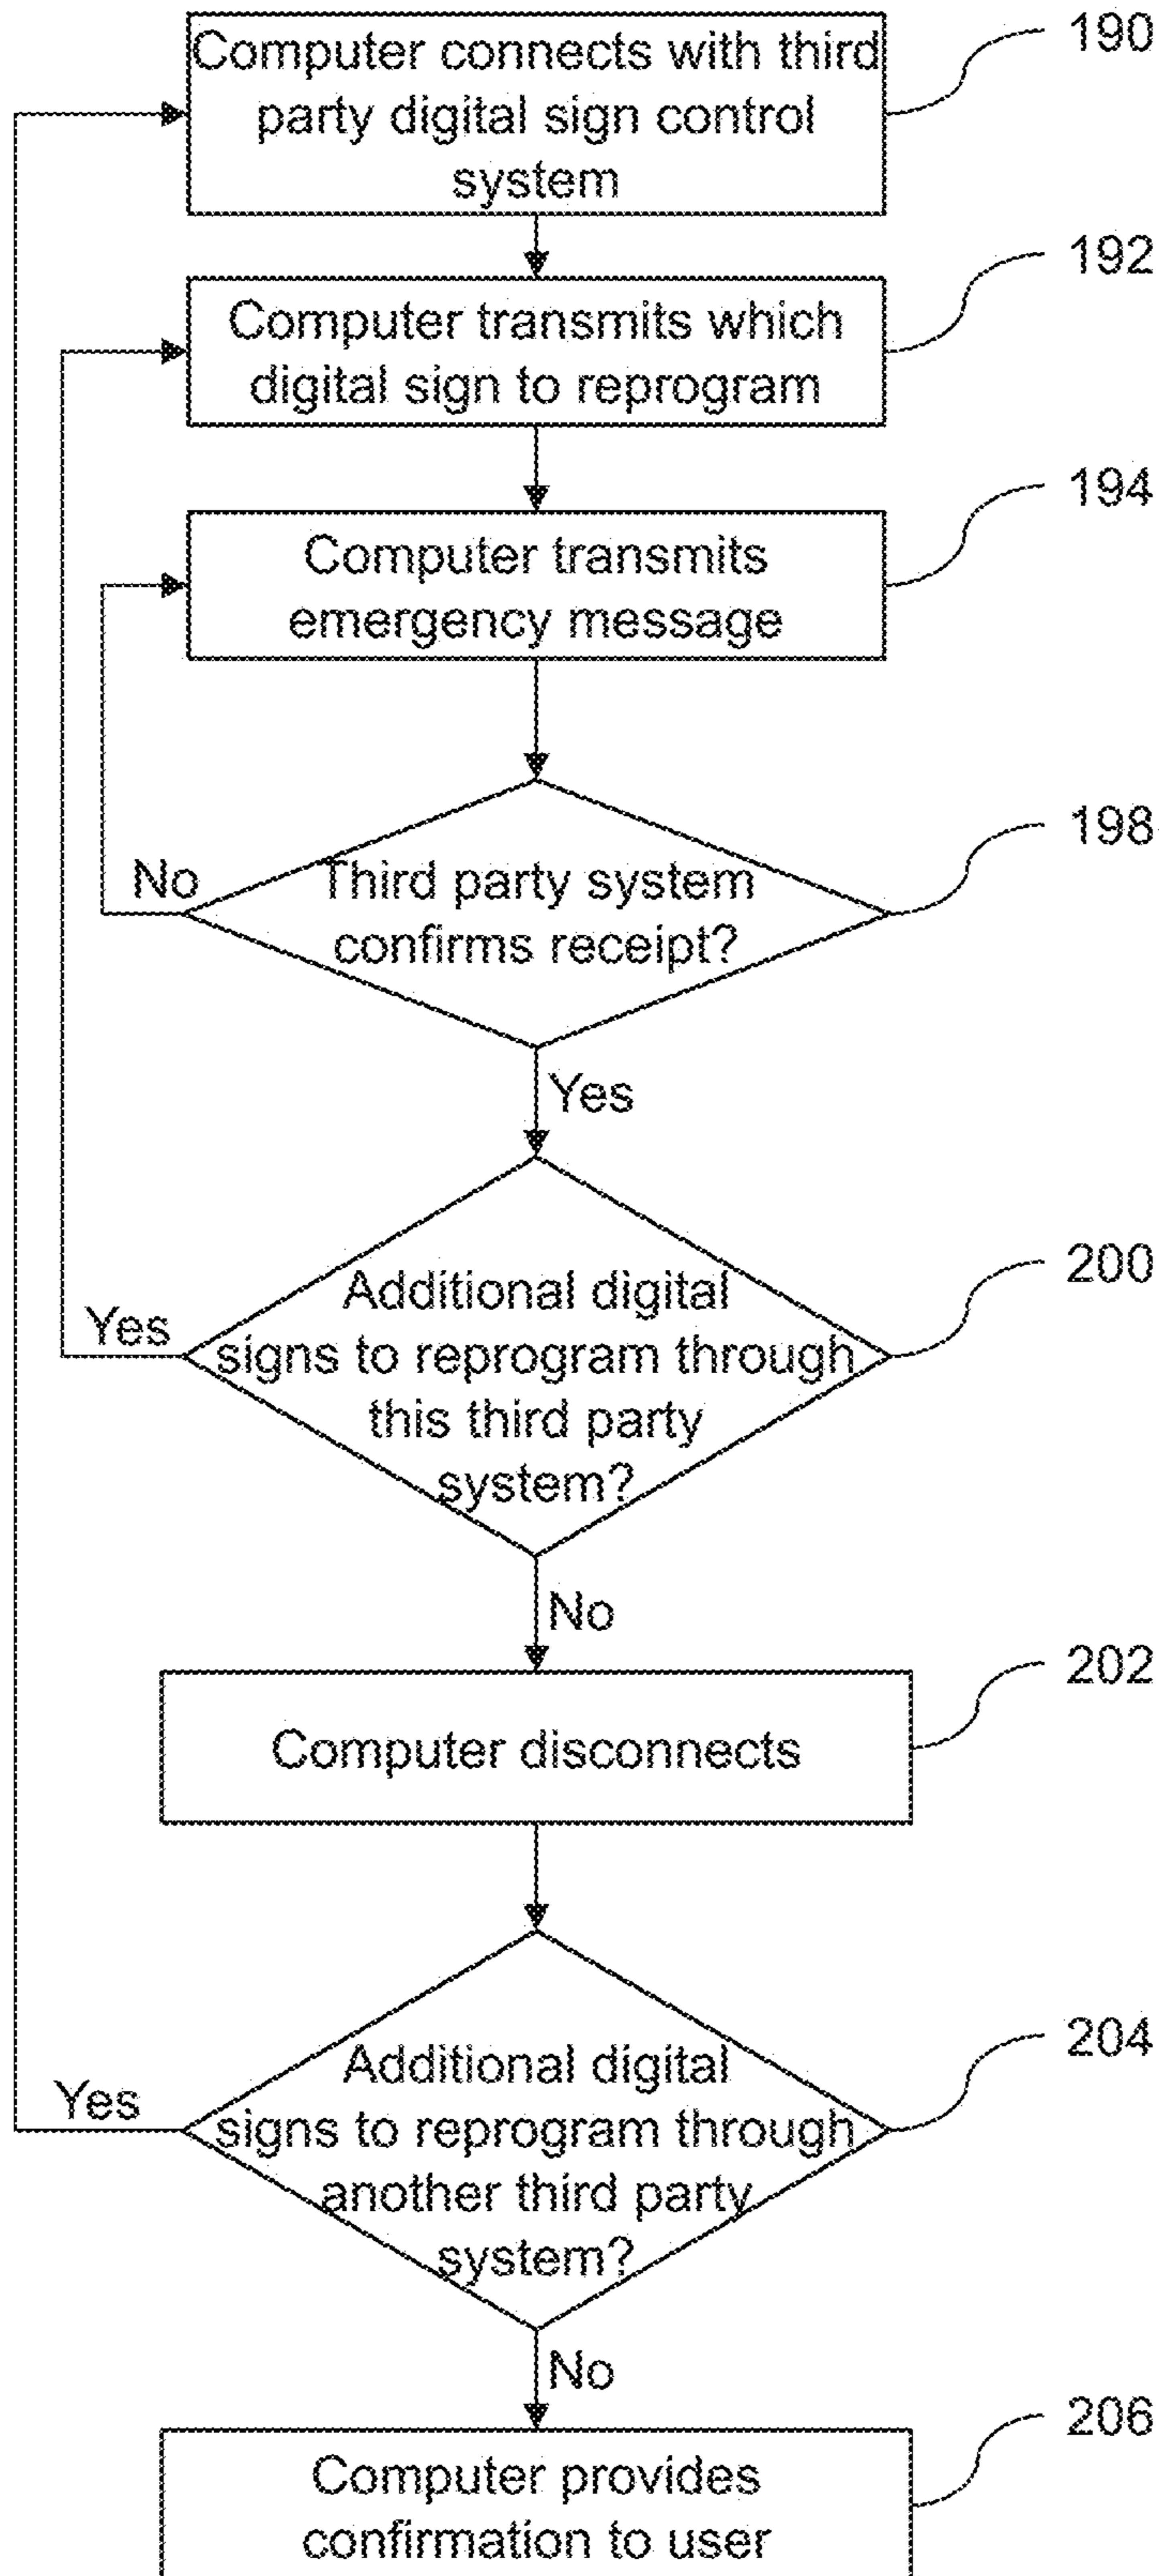 Computer connects with third
party digital sign control
system
190
Computer transmits which
digital sign to reprogram
192
Computer transmits
emergency message
194
Third party system
confirms receipt?
198
No
Yes
Additional digital
signs to reprogram through
this third party
system?
200
Yes
No
Computer disconnects
202
Additional digital
signs to reprogram through
another third party
system?
204
Yes
No
Computer provides
confirmation to user
206